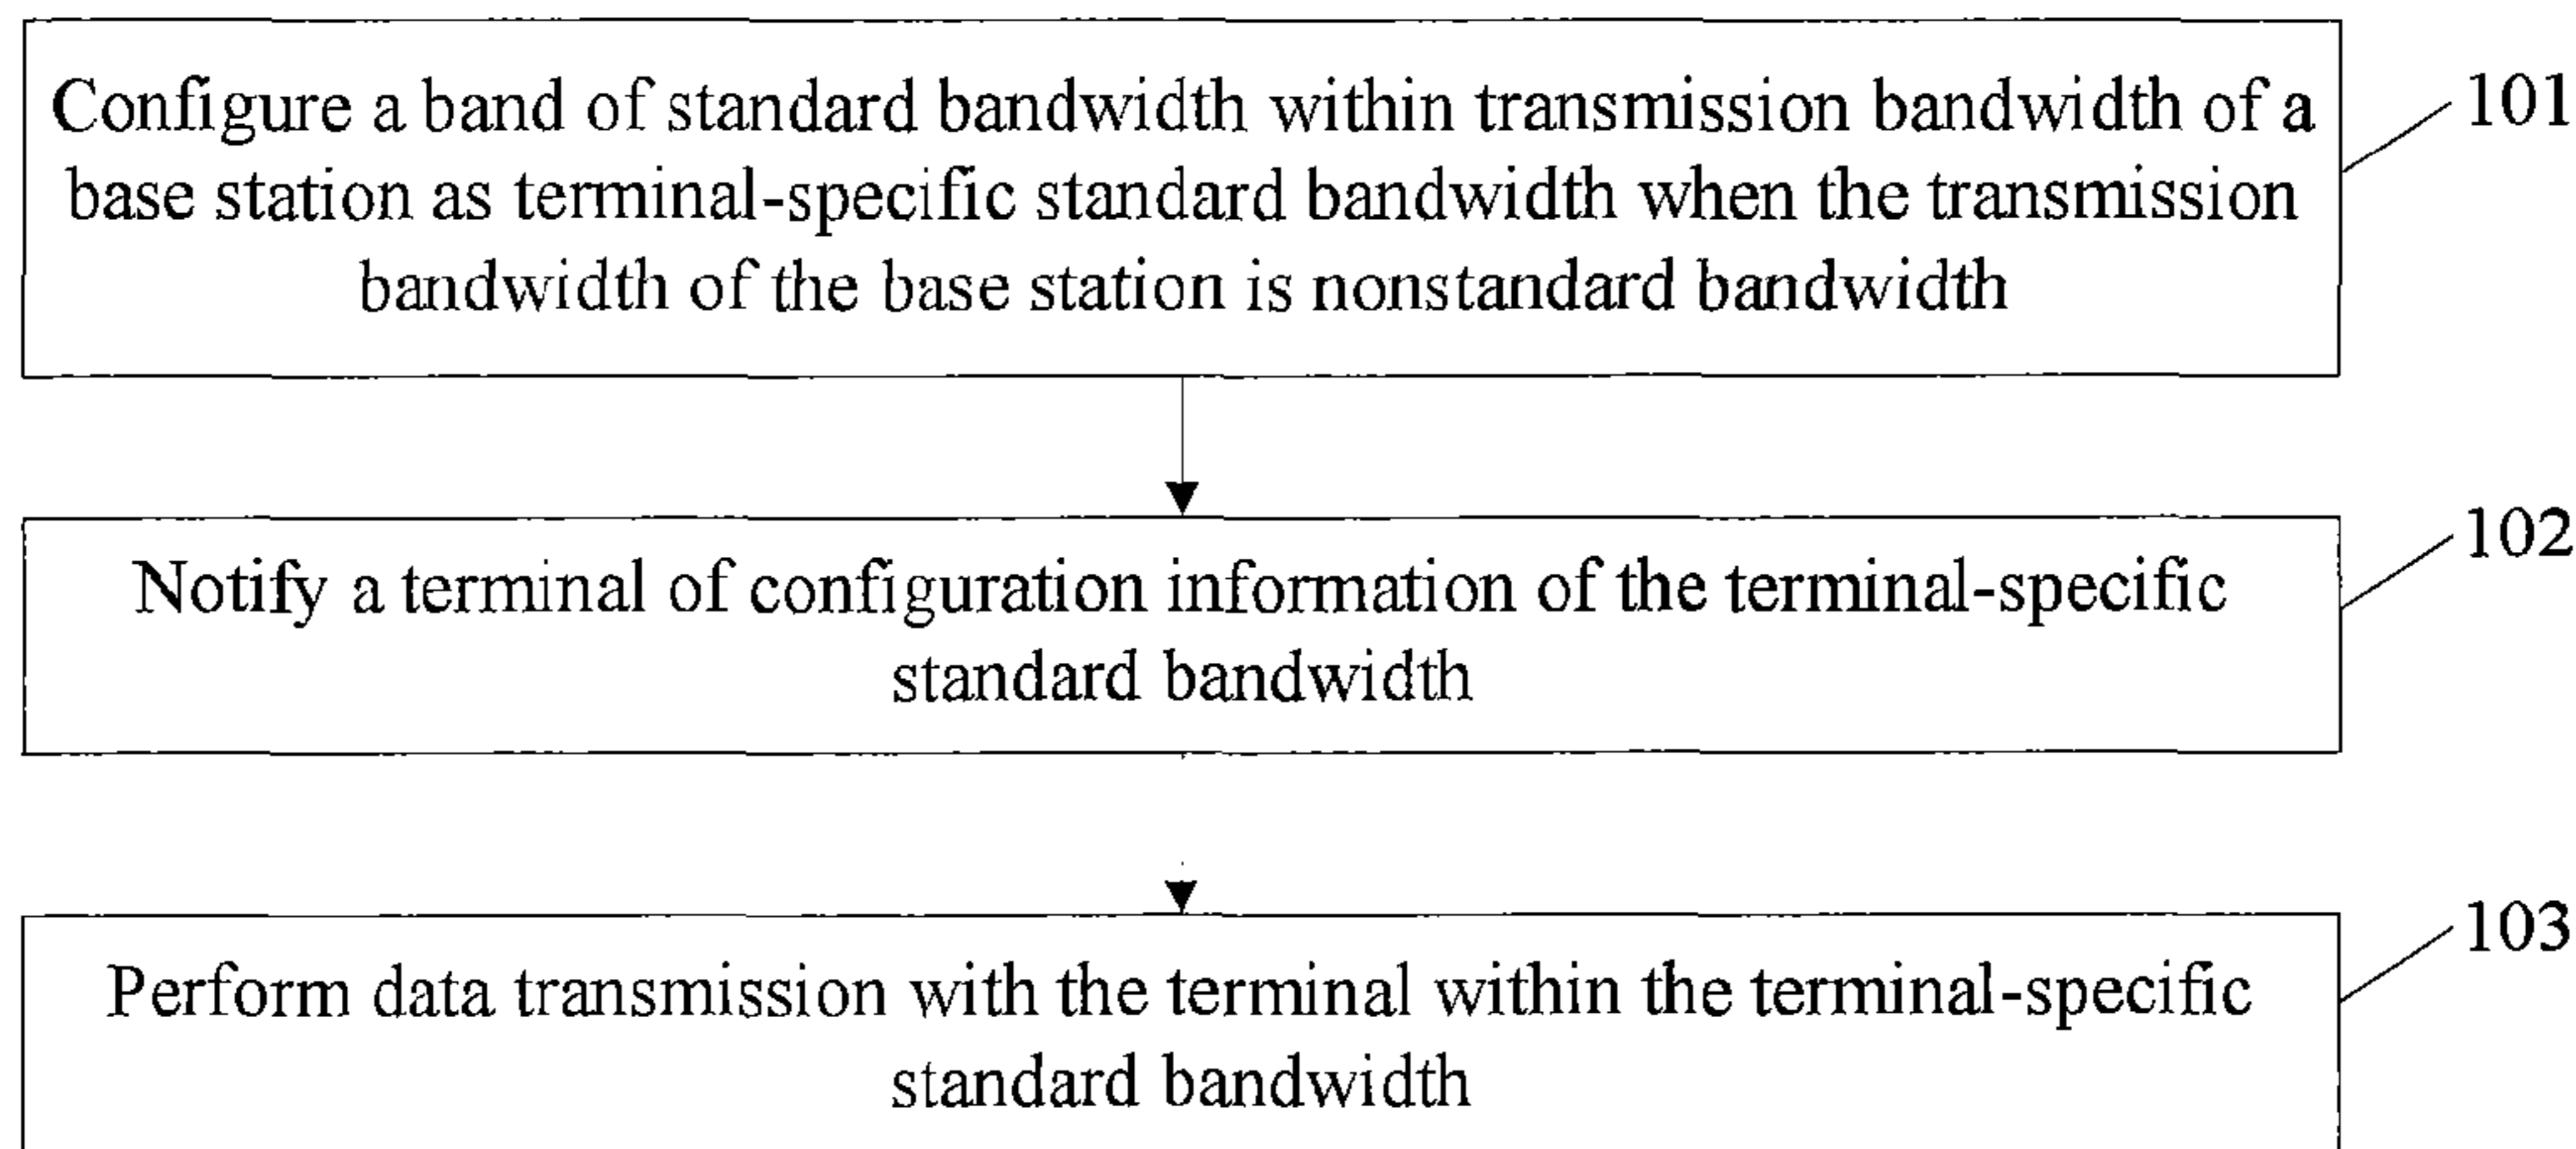 Configure a band of standard bandwidth within transmission bandwidth of a
101
base station as terminal-specific standard bandwidth when the transmission
bandwidth of the base station is nonstandard bandwidth
102
Notify a terminal of configuration information of the terminal-specific
standard bandwidth
103
Perform data transmission with the terminal within the terminal-specific
standard bandwidth